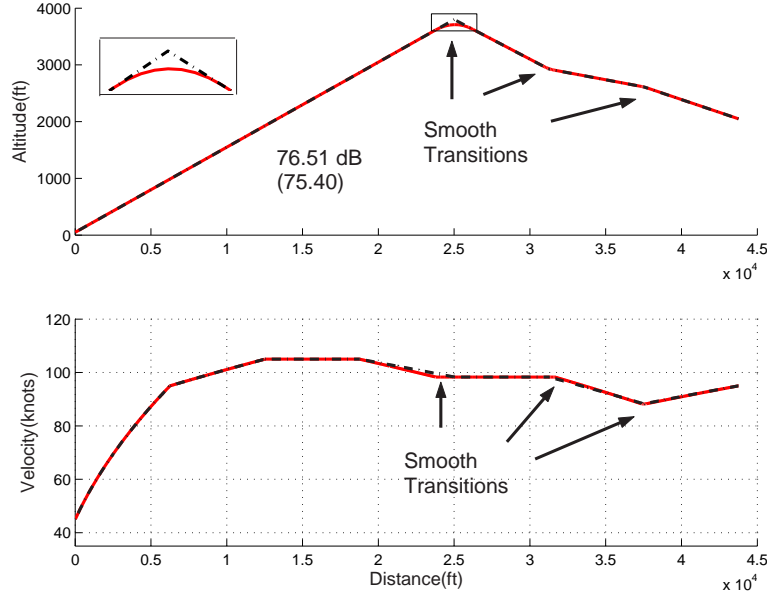 4000
3000
2000
1000
0
Altitude(ft)
76.51 dB
(75.40)
Smooth
Transitions
0 0.5 1 1.5 2 2.5 3 3.5 4 4.5
x 10^4
120
100
80
60
40
Velocity(knots)
Smooth
Transitions
0 0.5 1 1.5 2 2.5 3 3.5 4 4.5
Distance(ft)
x 10^4